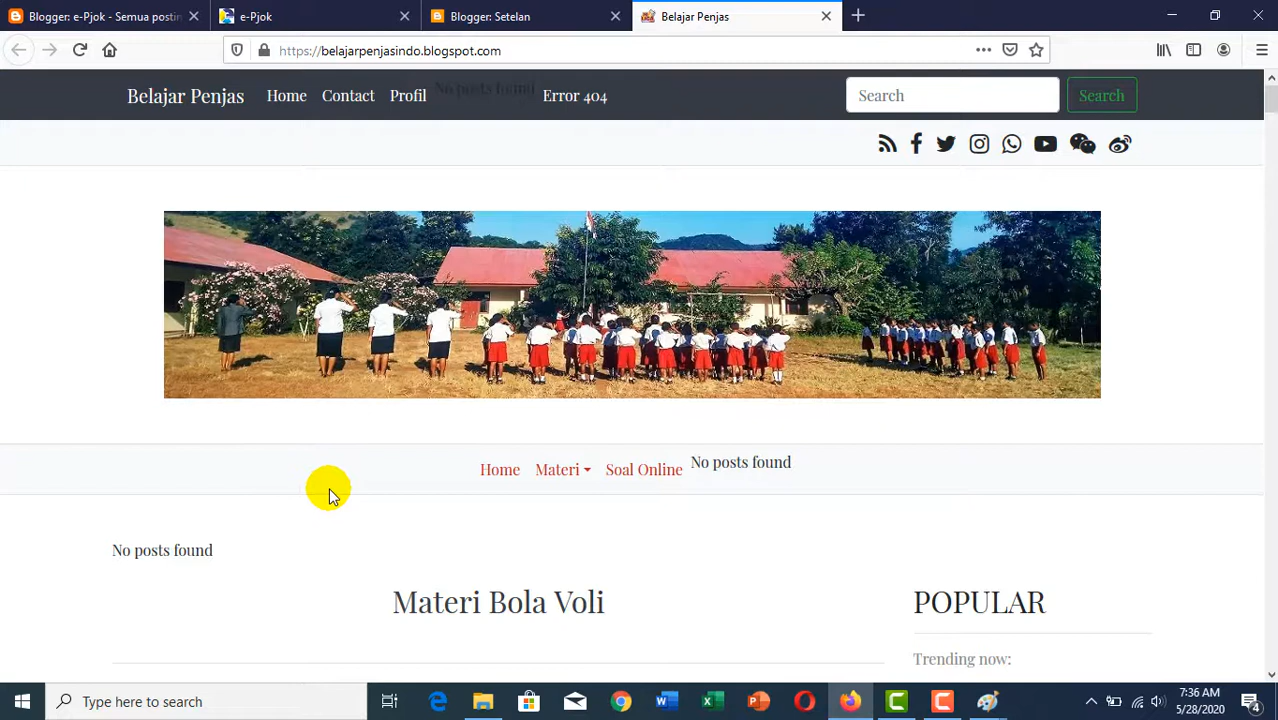 Blogger: e-Pjok - Semua posting
e-Pjok
Blogger: Setelan
Belajar Penjas
https://belajarpenjasindo.blogspot.com
Belajar Penjas Home Contact Profil No posts found Error 404 Search Search
Home Materi Soal Online No posts found
No posts found
Materi Bola Voli
POPULAR
Trending now:
Type here to search
7:36 AM
5/28/2020
4